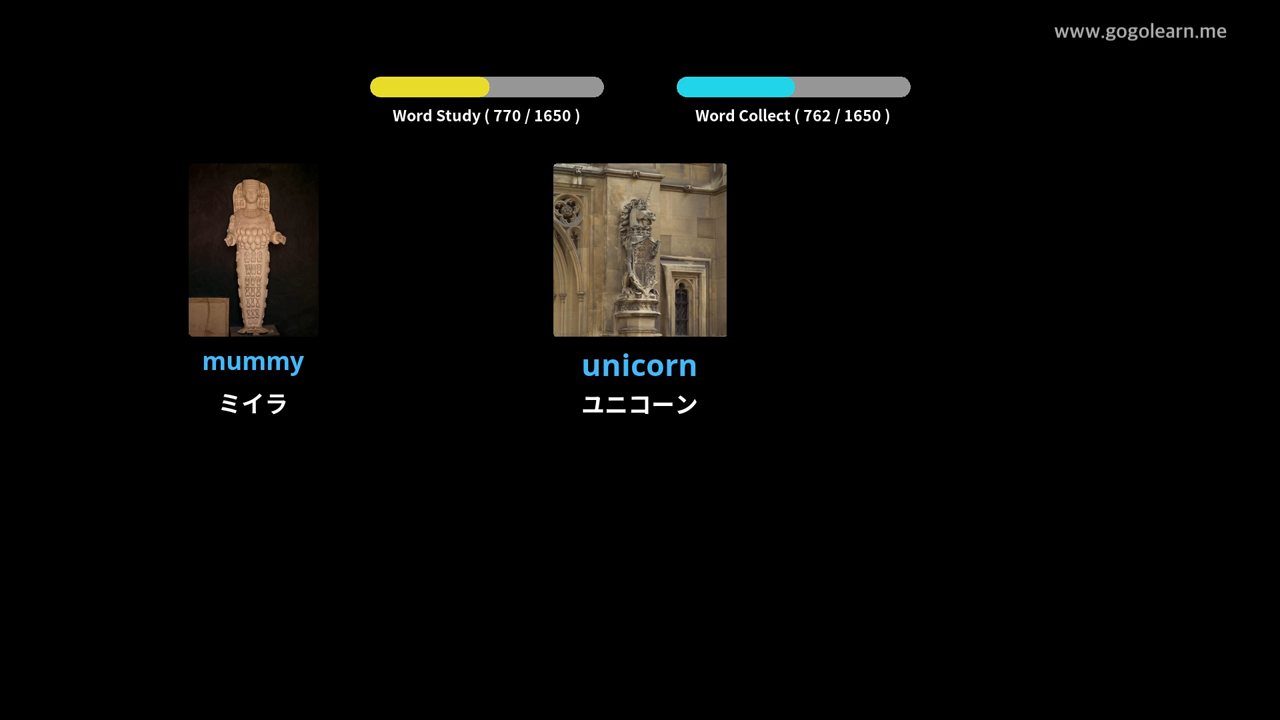 www.gogolearn.me
Word Study ( 770 / 1650 )
Word Collect ( 762 / 1650 )
mummy
ミイラ
unicorn
ユニコーン